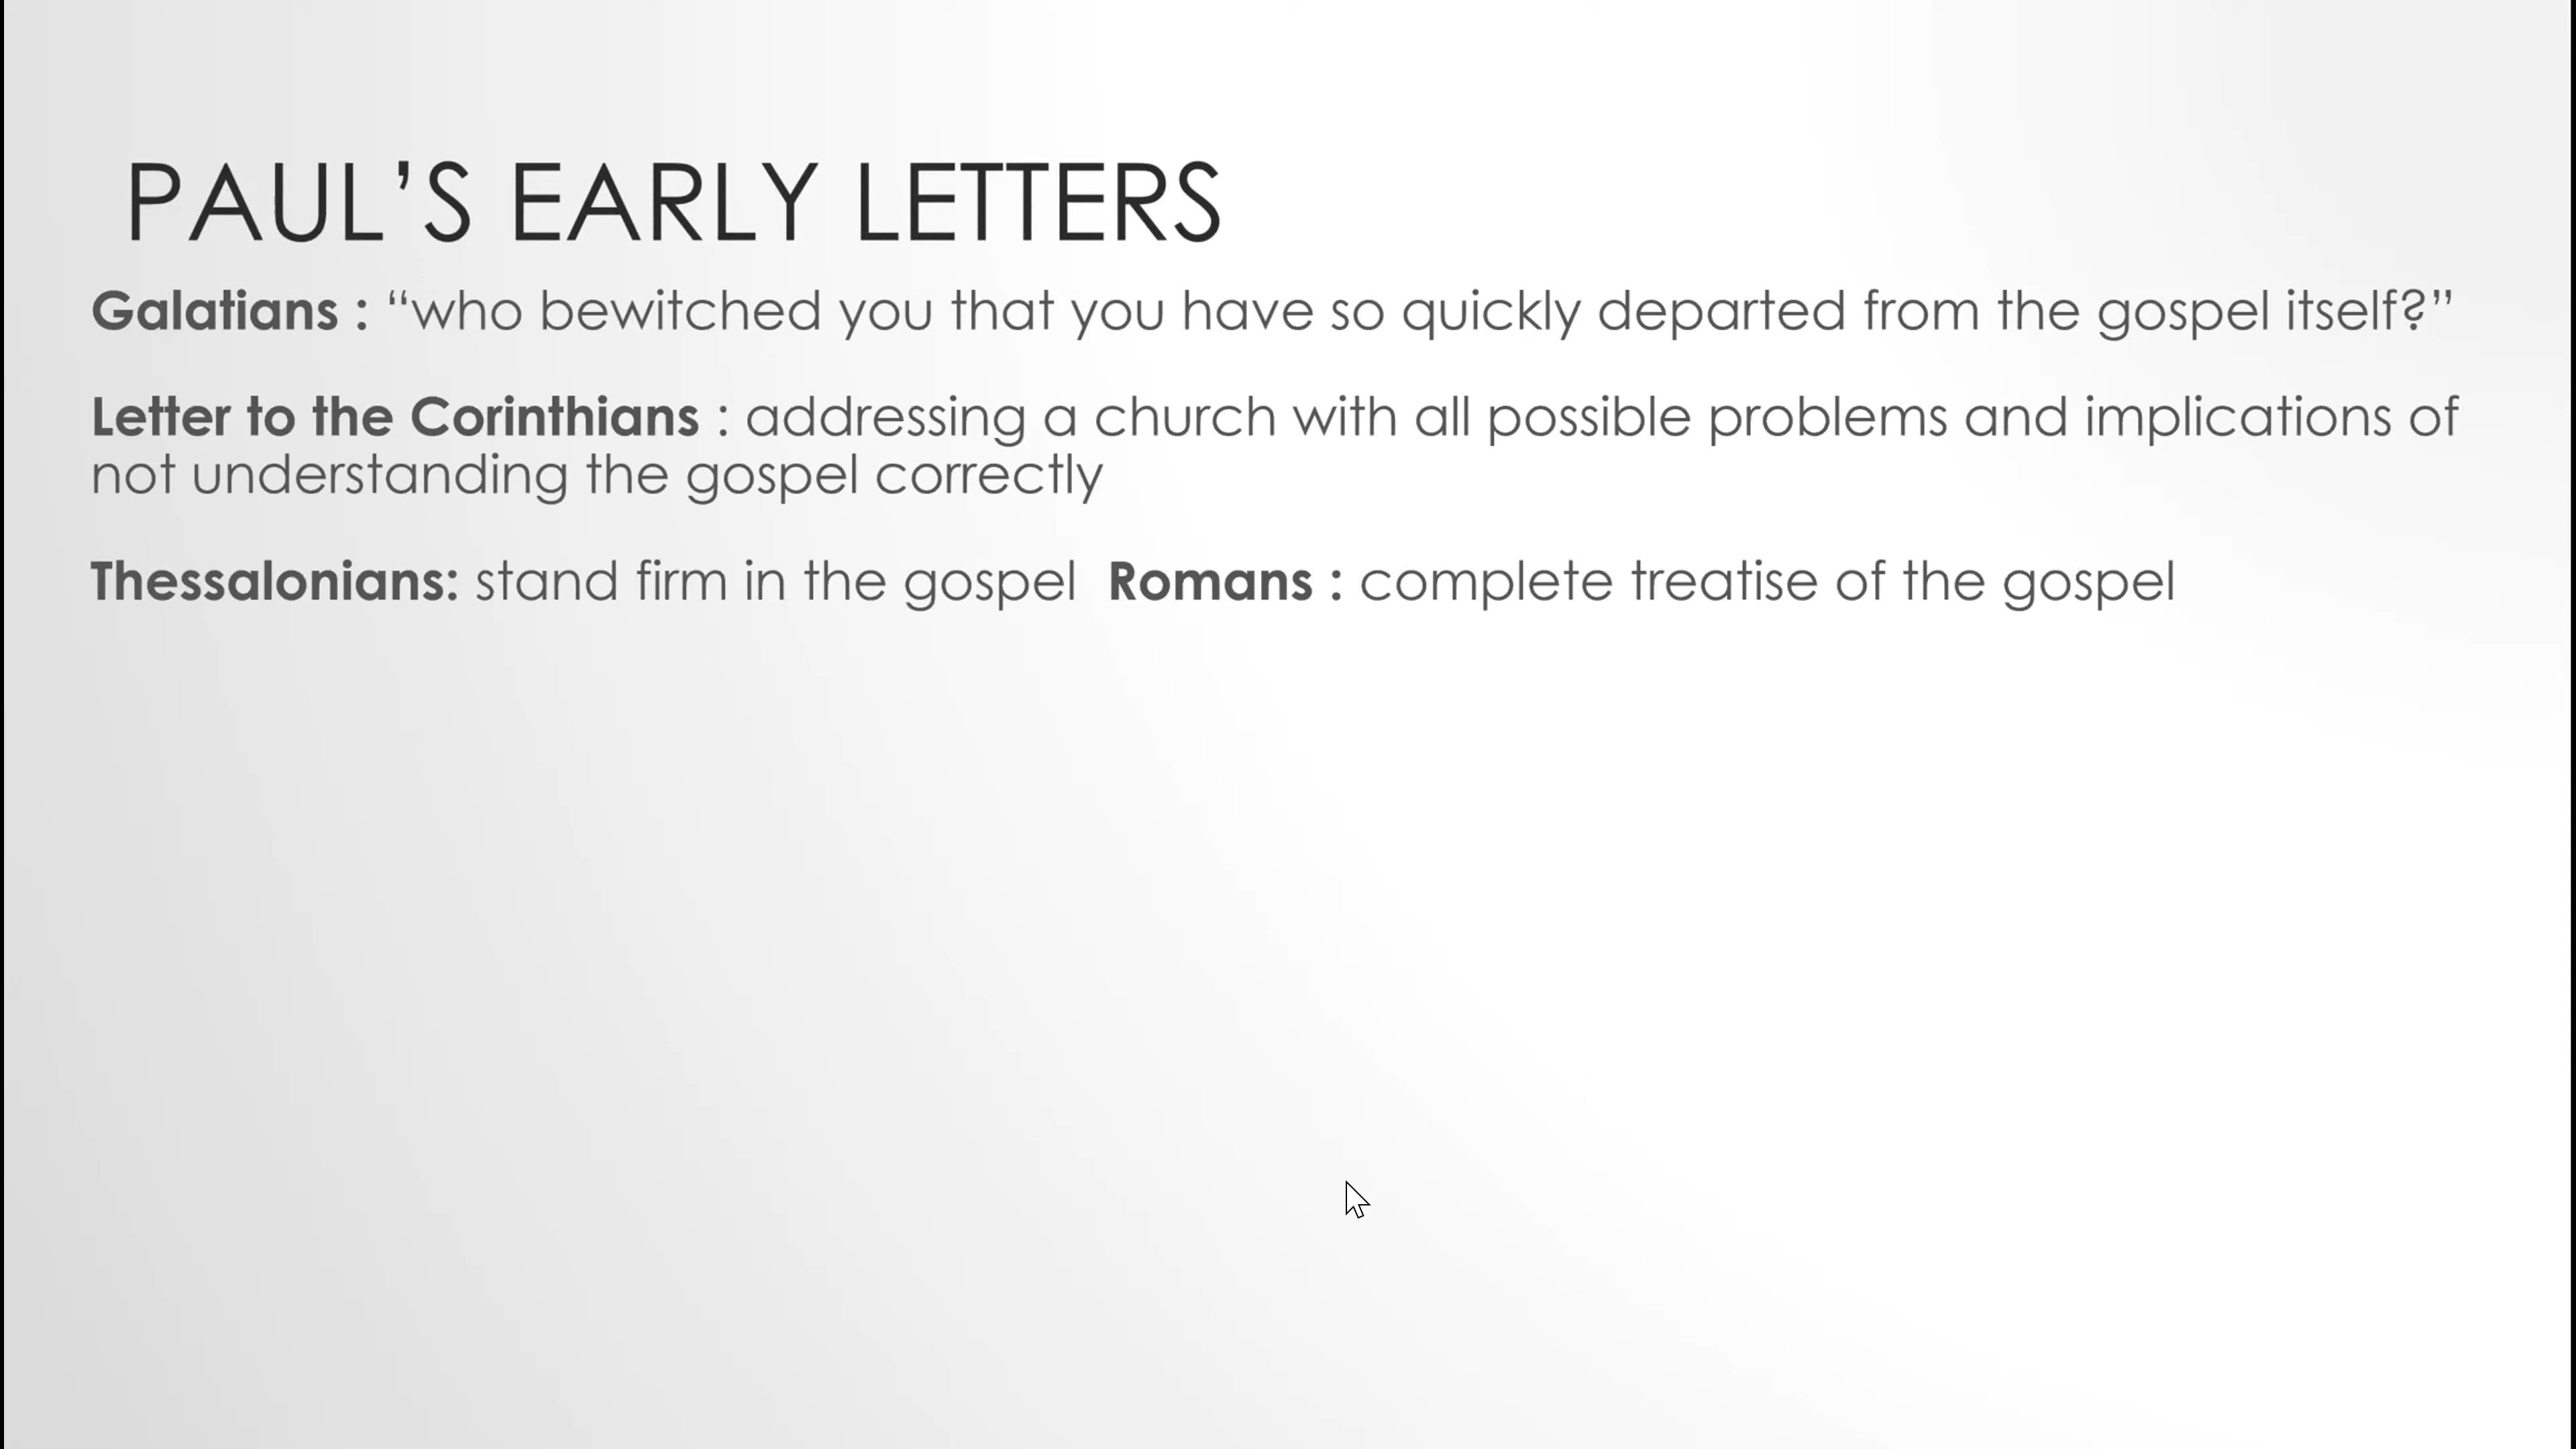 PAUL’S EARLY LETTERS
Galatians : “who bewitched you that you have so quickly departed from the gospel itself?”
Letter to the Corinthians : addressing a church with all possible problems and implications of
not understanding the gospel correctly
Thessalonians: stand firm in the gospel  Romans : complete treatise of the gospel